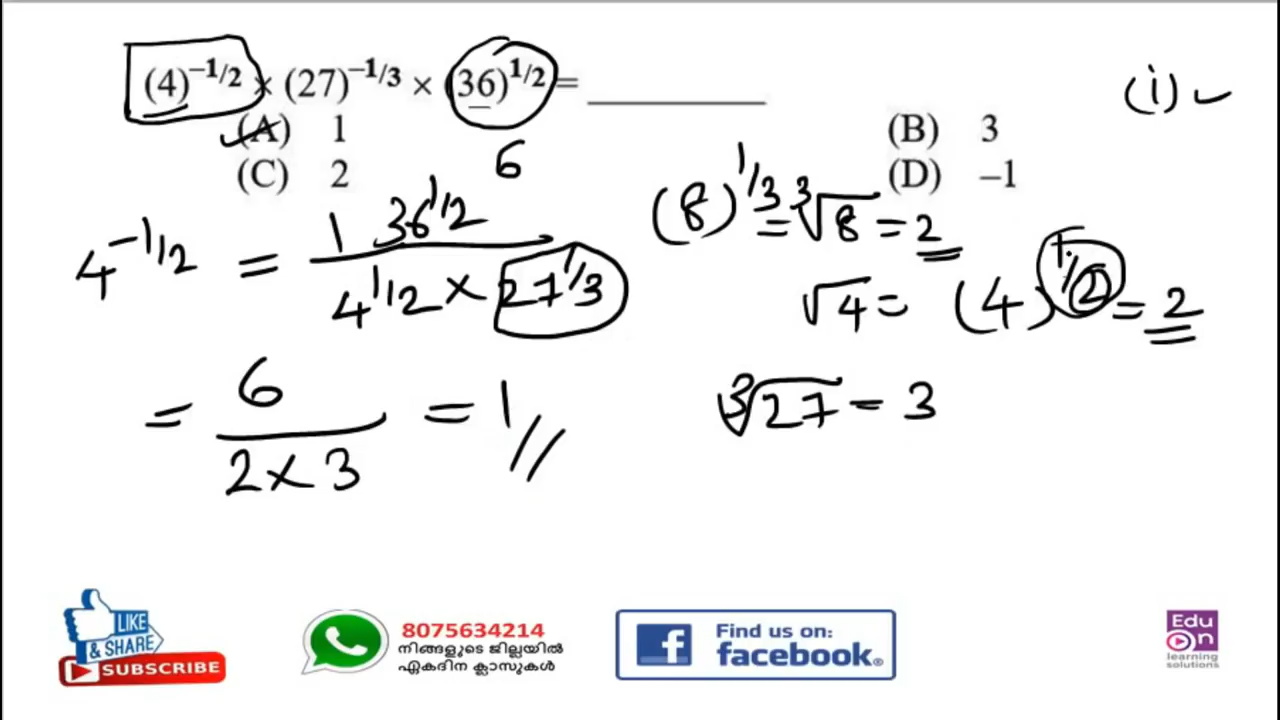 (4)^–1/2 × (27)^–1/3 × (36)^1/2 = ________
(i) ✓
(A) 1
(B) 3
(C) 2
(D) –1
6
4^-1/2 = 1 36^1/2 / 4^1/2 × 27^1/3
(8)^1/3 = ∛8 = 2
√4 = (4)^1/2 = 2
= 6 / 2×3 = 1 //
∛27 = 3
LIKE
& SHARE
SUBSCRIBE
8075634214
നിങ്ങളുടെ ജില്ലയിൽ
ഏകദിന ക്ലാസുകൾ
f Find us on:
facebook®
Edu
on
learning
solutions